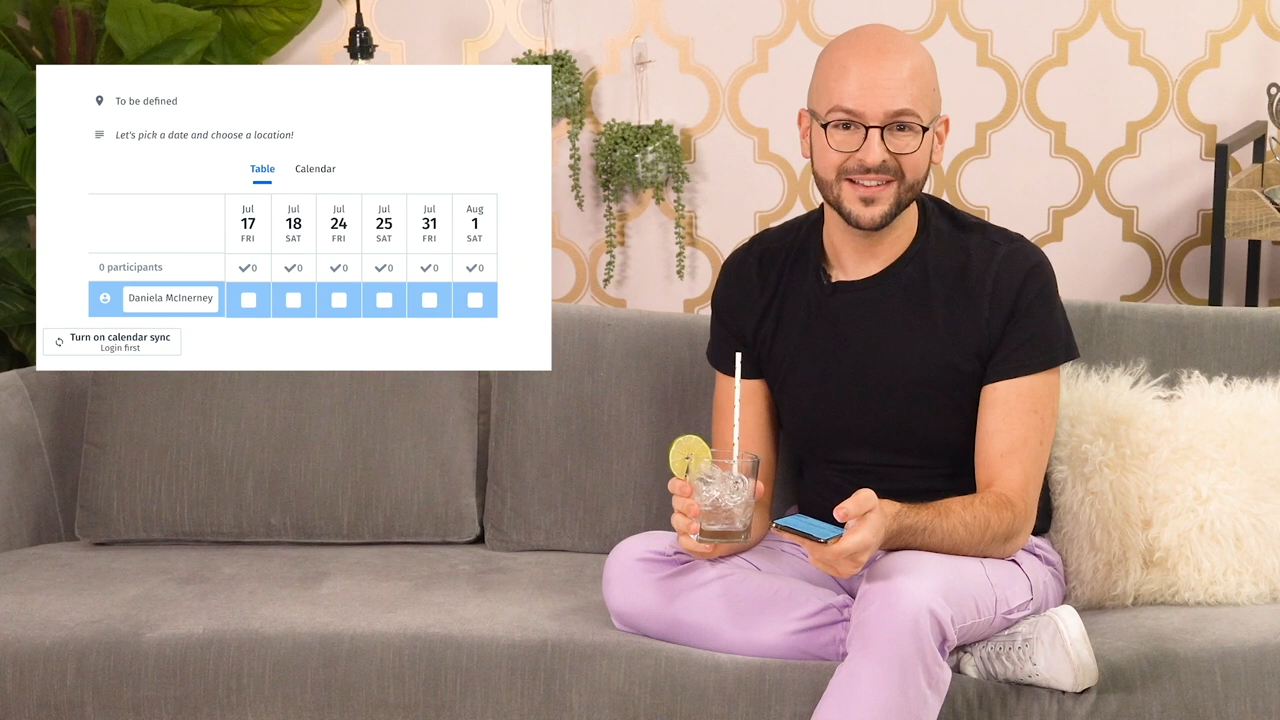 To be defined
Let's pick a date and choose a location!
Table Calendar
Jul Jul Jul Jul Jul Aug
17 18 24 25 31 1
FRI SAT FRI SAT FRI SAT
0 participants 0 0 0 0 0 0
Daniela McInerney
Turn on calendar sync
Login first